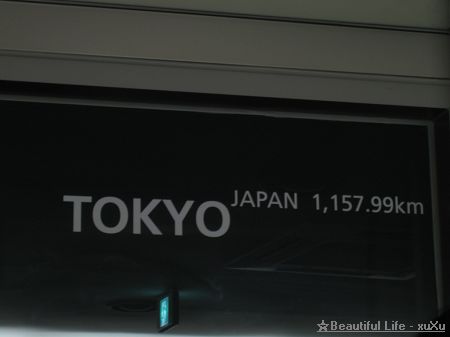 TOKYO JAPAN 1,157.99km
☆Beautiful Life - xuXu